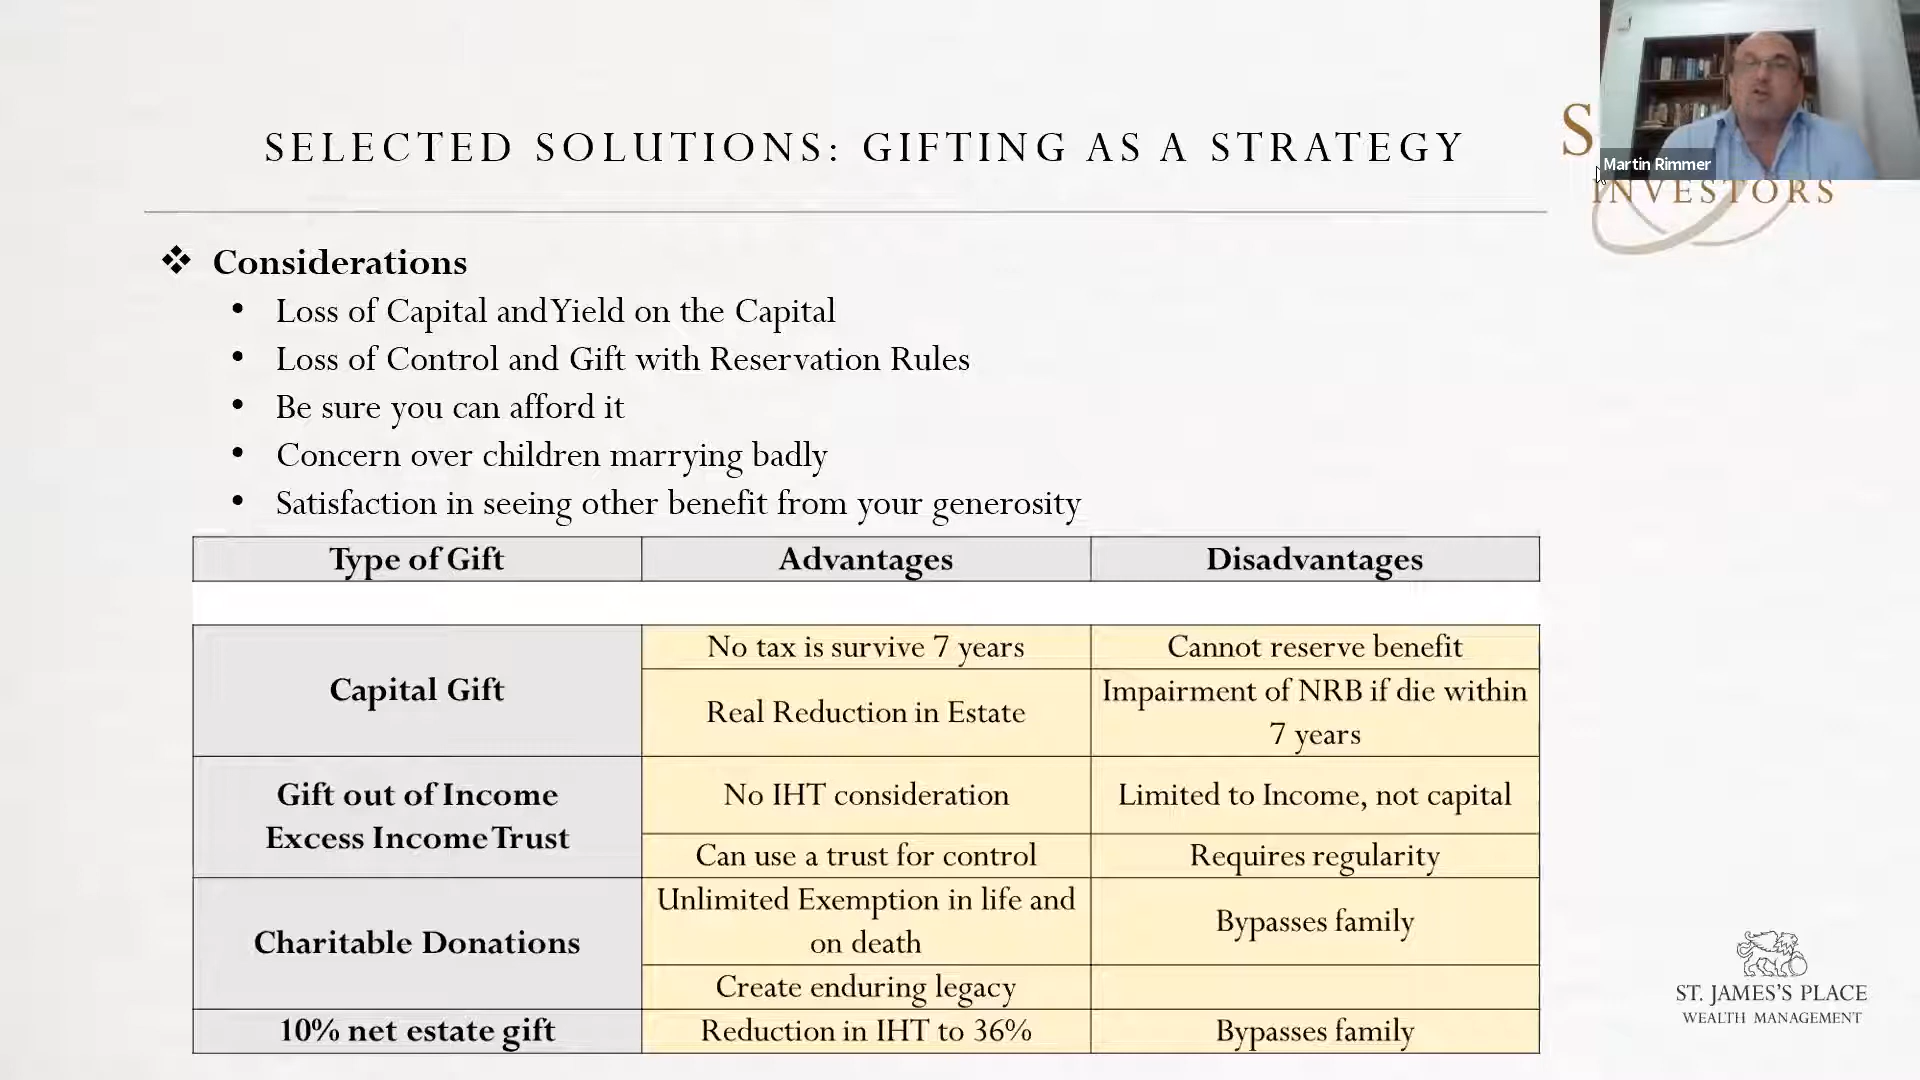 SELECTED SOLUTIONS: GIFTING AS A STRATEGY
S
INVESTORS
Martin Rimmer
❖ Considerations
• Loss of Capital and Yield on the Capital
• Loss of Control and Gift with Reservation Rules
• Be sure you can afford it
• Concern over children marrying badly
• Satisfaction in seeing other benefit from your generosity
Type of Gift Advantages Disadvantages
Capital Gift
No tax is survive 7 years
Cannot reserve benefit
Real Reduction in Estate
Impairment of NRB if die within
7 years
Gift out of Income
Excess Income Trust
No IHT consideration
Limited to Income, not capital
Can use a trust for control
Requires regularity
Charitable Donations
Unlimited Exemption in life and
on death
Bypasses family
Create enduring legacy
10% net estate gift
Reduction in IHT to 36%
Bypasses family
ST. JAMES'S PLACE
WEALTH MANAGEMENT